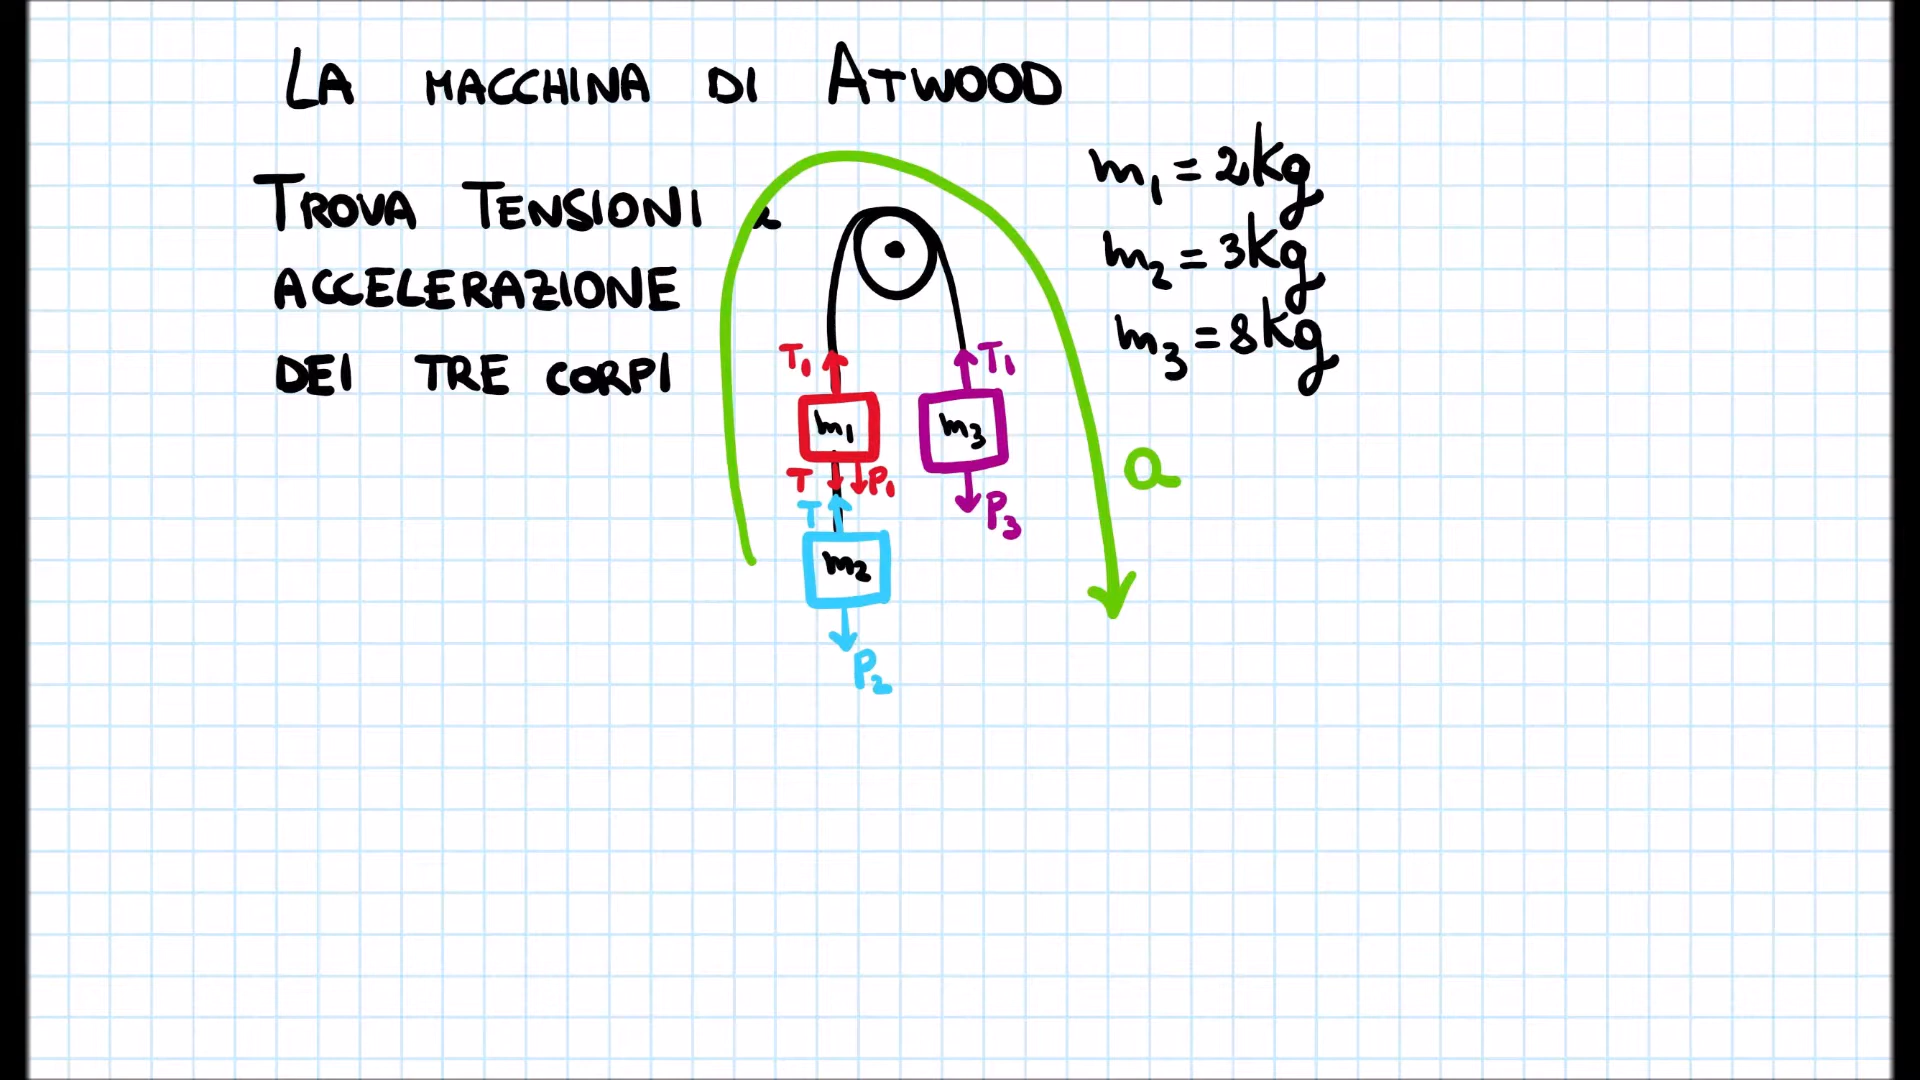 LA MACCHINA DI ATWOOD
TROVA TENSIONI
ACCELERAZIONE
DEI TRE CORPI
m₁ = 2kg
m₂ = 3kg
m₃ = 8kg
T₁
T₁
m₁
m₃
a
T
P₁
T
P₃
m₂
P₂